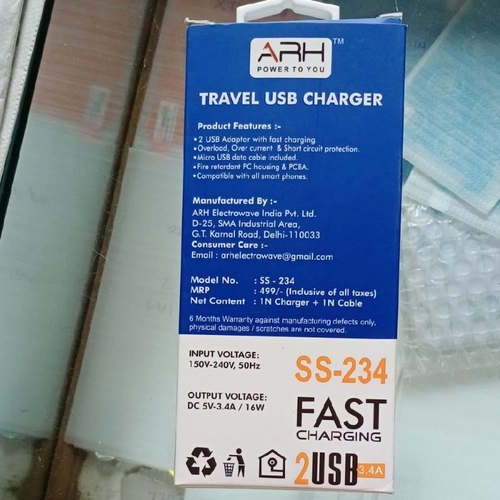 ARH™
POWER TO YOU
TRAVEL USB CHARGER
Product Features :-
• 2 USB Adaptor with fast charging.
• Overload, Over current & Short circuit protection.
• Micro USB data cable included.
• Fire retardant PC housing & PCBA.
• Compatible with all smart phones.
Manufactured By :-
ARH Electrowave India Pvt. Ltd.
D-25, SMA Industrial Area,
G.T. Karnal Road, Delhi-110033
Consumer Care :-
Email : arhelectrowave@gmail.com
Model No. : SS - 234
MRP : 499/- (Inclusive of all taxes)
Net Content : 1N Charger + 1N Cable
6 Months Warranty against manufacturing defects only,
physical damages / scratches are not covered.
INPUT VOLTAGE:
150V-240V, 50Hz
SS-234
OUTPUT VOLTAGE:
DC 5V-3.4A / 16W
FAST
CHARGING
2USB 3.4A